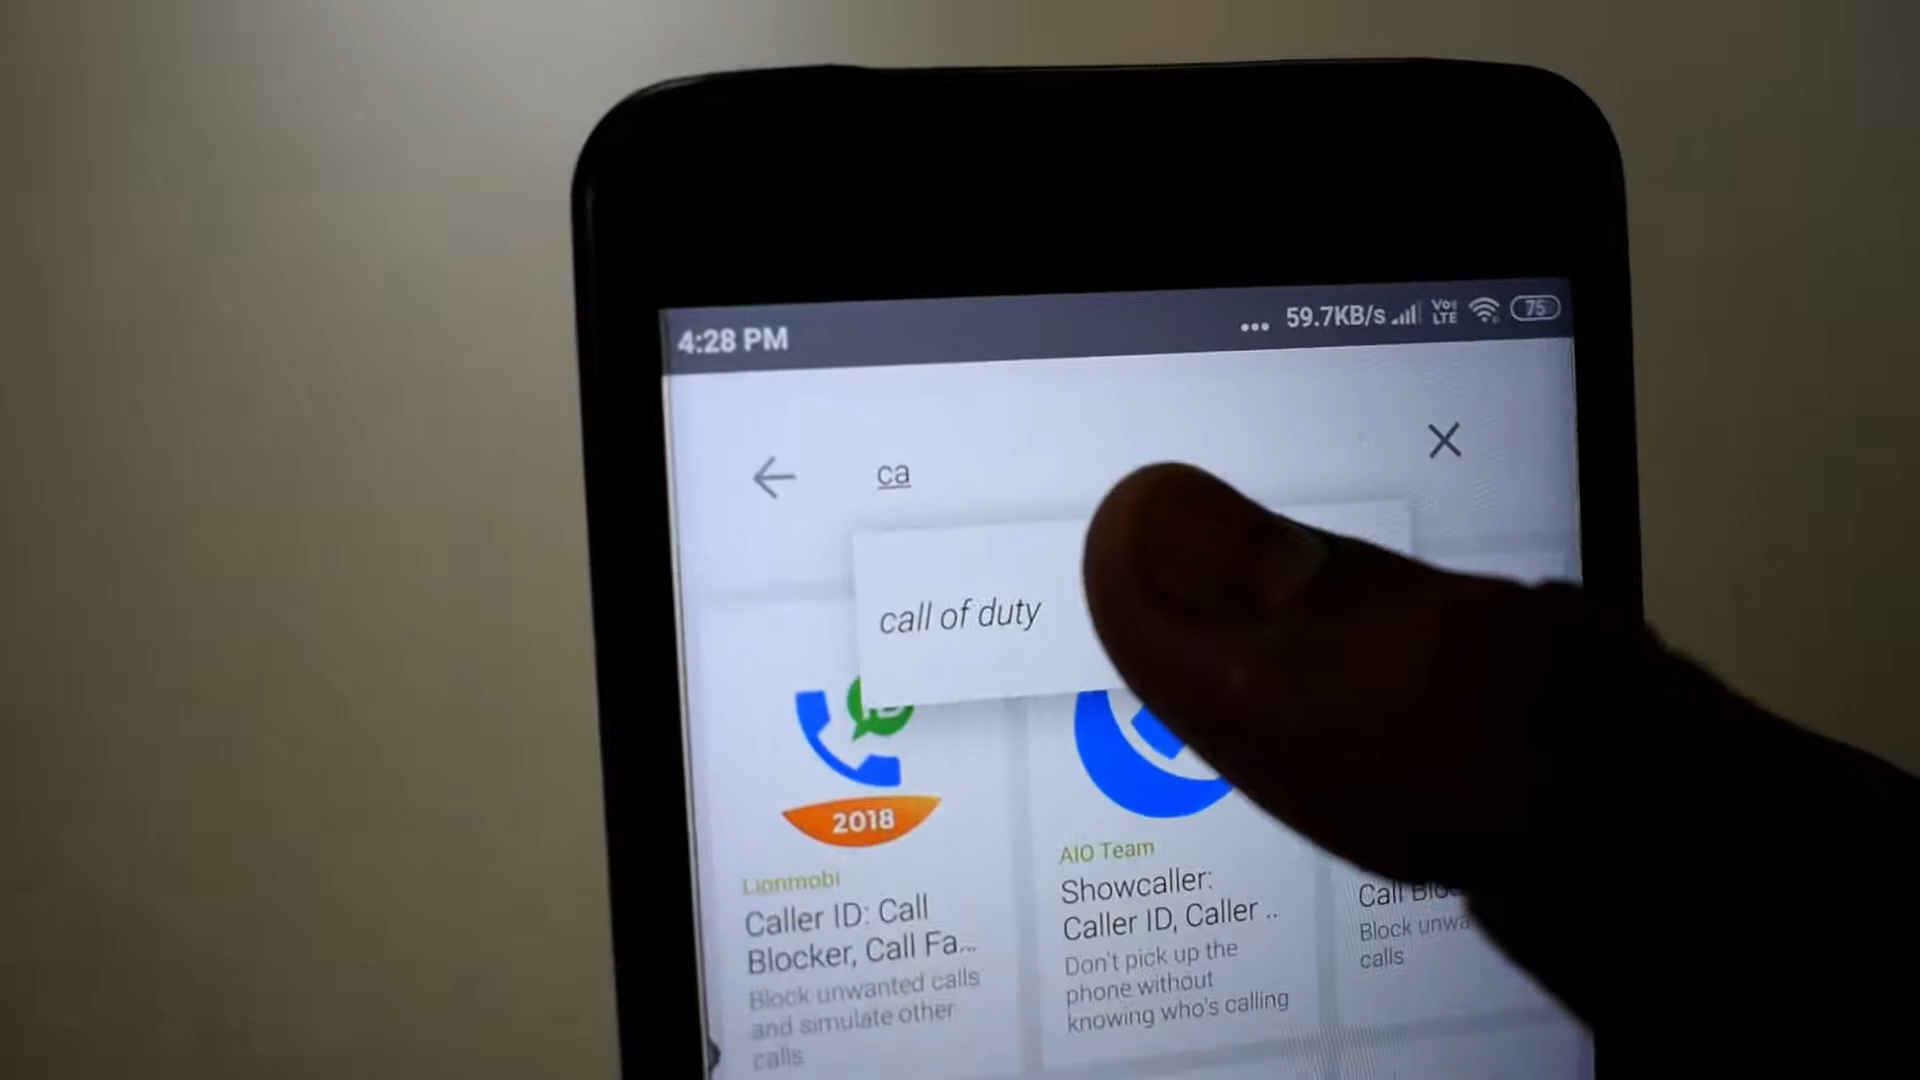 4:28 PM ... 59.7KB/s Vo) LTE 75
ca
call of duty
2018
Lionmobi
Caller ID: Call
Blocker, Call Fa...
Block unwanted calls
and simulate other
calls
AIO Team
Showcaller:
Caller ID, Caller ..
Don't pick up the
phone without
knowing who's calling
Call
Block
calls